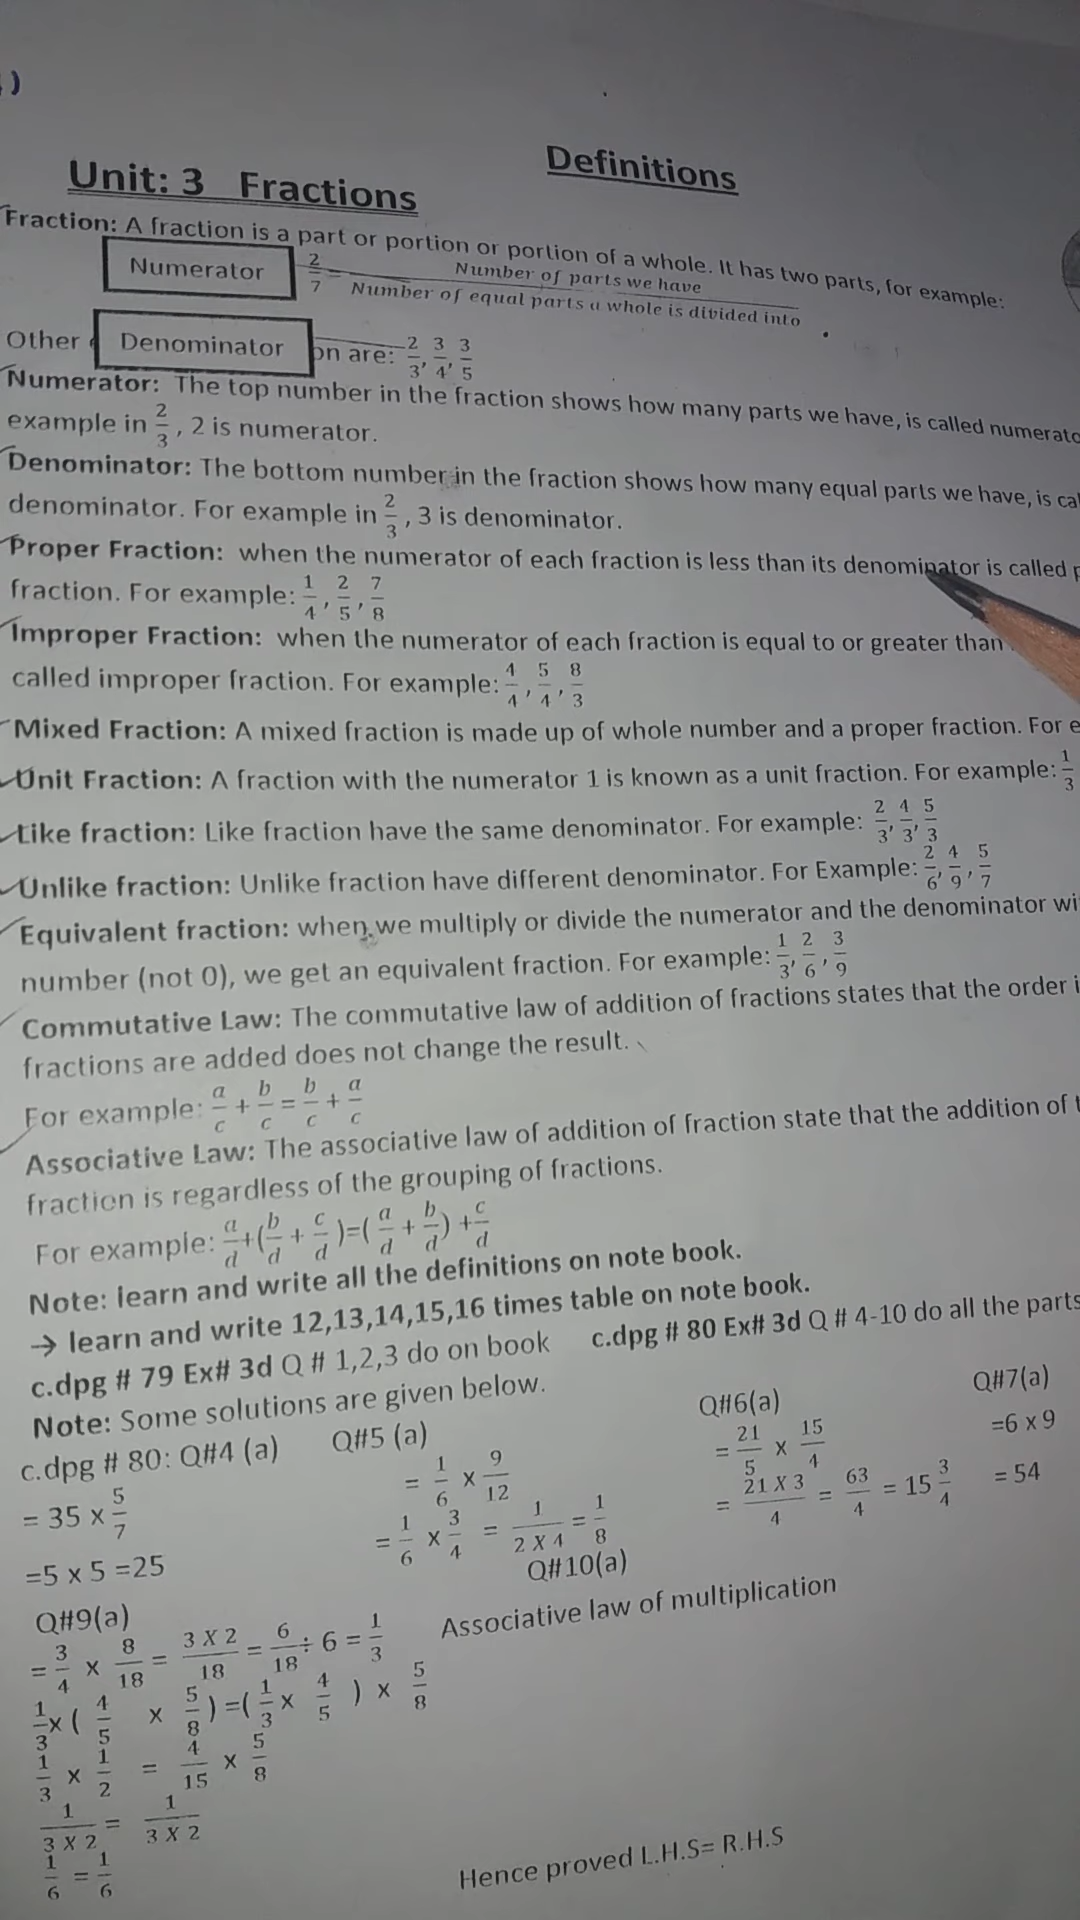 )
Definitions
Unit: 3 Fractions
Fraction: A fraction is a part or portion or portion of a whole. It has two parts, for example:
Numerator 2/7 = Number of parts we have / Number of equal parts a whole is divided into
Other
Denominator
on are: 2/3, 3/4, 3/5
Numerator: The top number in the fraction shows how many parts we have, is called numerato
example in 2/3, 2 is numerator.
Denominator: The bottom number in the fraction shows how many equal parts we have, is cal
denominator. For example in 2/3, 3 is denominator.
Proper Fraction: when the numerator of each fraction is less than its denominator is called p
fraction. For example: 1/4, 2/5, 7/8
Improper Fraction: when the numerator of each fraction is equal to or greater than
called improper fraction. For example: 4/4, 5/4, 8/3
Mixed Fraction: A mixed fraction is made up of whole number and a proper fraction. For e
Unit Fraction: A fraction with the numerator 1 is known as a unit fraction. For example: 1/3
Like fraction: Like fraction have the same denominator. For example: 2/3, 4/3, 5/3
Unlike fraction: Unlike fraction have different denominator. For Example: 2/6, 4/9, 5/7
Equivalent fraction: when we multiply or divide the numerator and the denominator wi
number (not 0), we get an equivalent fraction. For example: 1/3, 2/6, 3/9
Commutative Law: The commutative law of addition of fractions states that the order i
fractions are added does not change the result.
For example: a/c + b/c = b/c + a/c
Associative Law: The associative law of addition of fraction state that the addition of t
fraction is regardless of the grouping of fractions.
For example: a/d+(b/d + c/d)=(a/d + b/d) +c/d
Note: learn and write all the definitions on note book.
→ learn and write 12,13,14,15,16 times table on note book.
c.dpg # 79 Ex# 3d Q # 1,2,3 do on book c.dpg # 80 Ex# 3d Q # 4-10 do all the parts
Note: Some solutions are given below.
c.dpg # 80: Q#4 (a) Q#5 (a) Q#6(a) Q#7(a)
= 35 x 5/7 = 1/6 x 9/12 = 21/5 x 15/4 =6 x 9
=5 x 5 =25 = 1/6 x 3/4 = 1/2 X 4 = 1/8 = 21 X 3/4 = 63/4 = 15 3/4 = 54
Q#9(a) Q#10(a)
= 3/4 x 8/18 = 3 X 2/18 = 6/18 ÷ 6 = 1/3 Associative law of multiplication
1/3 x ( 4/5 x 5/8 ) =( 1/3 x 4/5 ) x 5/8
1/3 x 1/2 = 4/15 x 5/8
1/3 X 2 = 1/3 X 2
1/6 = 1/6 Hence proved L.H.S= R.H.S